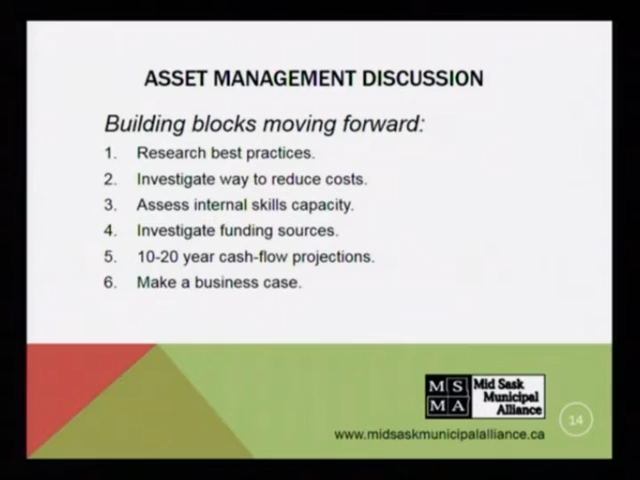 ASSET MANAGEMENT DISCUSSION
Building blocks moving forward:
1. Research best practices.
2. Investigate way to reduce costs.
3. Assess internal skills capacity.
4. Investigate funding sources.
5. 10-20 year cash-flow projections.
6. Make a business case.
M S
M A
Mid Sask
Municipal
Alliance
14
www.midsaskmunicipalalliance.ca